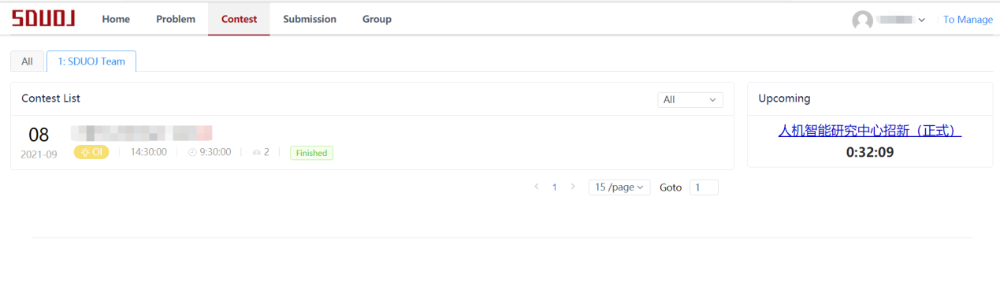 SDUOJ Home Problem Contest Submission Group To Manage
All 1: SDUOJ Team
Contest List All
08
2021-09 OI 14:30:00 9:30:00 2 Finished
Upcoming
人机智能研究中心招新（正式）
0:32:09
1 15 /page Goto 1